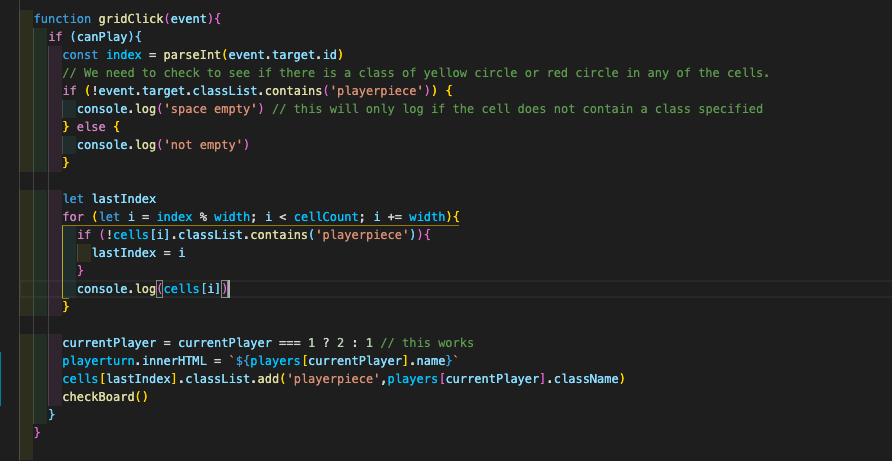 function gridClick(event){
if (canPlay){
const index = parseInt(event.target.id)
// We need to check to see if there is a class of yellow circle or red circle in any of the cells.
if (!event.target.classList.contains('playerpiece')) {
console.log('space empty') // this will only log if the cell does not contain a class specified
} else {
console.log('not empty')
}
let lastIndex
for (let i = index % width; i < cellCount; i += width){
if (!cells[i].classList.contains('playerpiece')){
lastIndex = i
}
console.log(cells[i])
}
currentPlayer = currentPlayer === 1 ? 2 : 1 // this works
playerturn.innerHTML = `${players[currentPlayer].name}`
cells[lastIndex].classList.add('playerpiece',players[currentPlayer].className)
checkBoard()
}
}